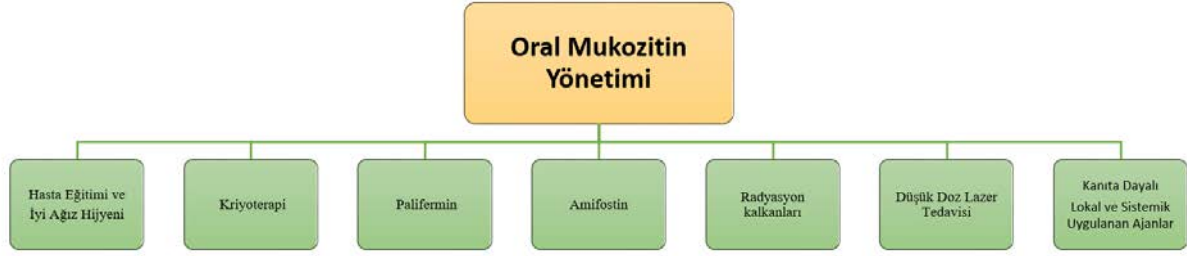 Oral Mukozitin
Yönetimi
Hasta Eğitimi ve
İyi Ağız Hijyeni
Kriyoterapi
Palifermin
Amifostin
Radyasyon
kalkanları
Düşük Doz Lazer
Tedavisi
Kanıta Dayalı
Lokal ve Sistemik
Uygulanan Ajanlar